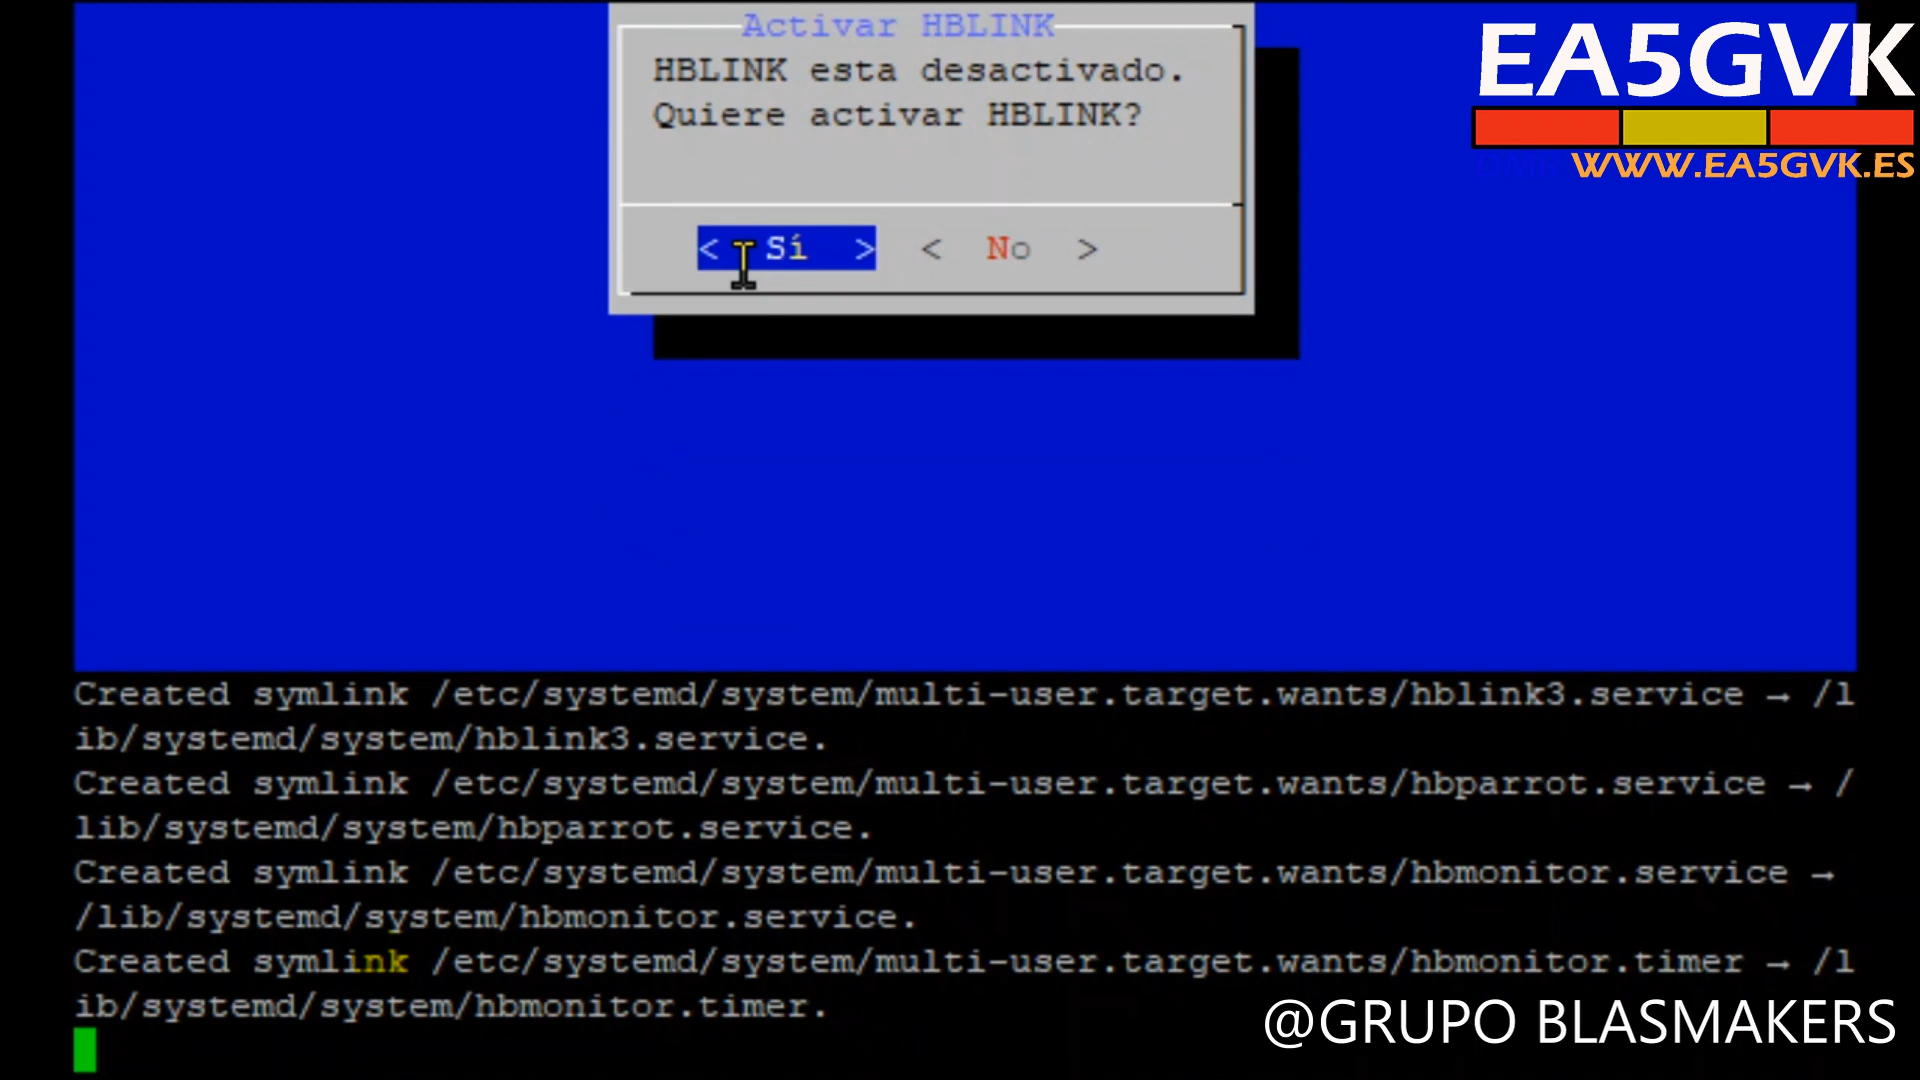 Activar HBLINK
HBLINK esta desactivado.
Quiere activar HBLINK?
< Sí > < No >
EA5GVK
WWW.EA5GVK.ES
Created symlink /etc/systemd/system/multi-user.target.wants/hblink3.service → /l
ib/systemd/system/hblink3.service.
Created symlink /etc/systemd/system/multi-user.target.wants/hbparrot.service → /
lib/systemd/system/hbparrot.service.
Created symlink /etc/systemd/system/multi-user.target.wants/hbmonitor.service →
/lib/systemd/system/hbmonitor.service.
Created symlink /etc/systemd/system/multi-user.target.wants/hbmonitor.timer → /l
ib/systemd/system/hbmonitor.timer.
@GRUPO BLASMAKERS